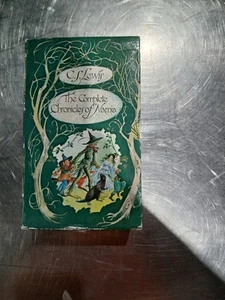 C.S. Lewis
The Complete
Chronicles of Narnia